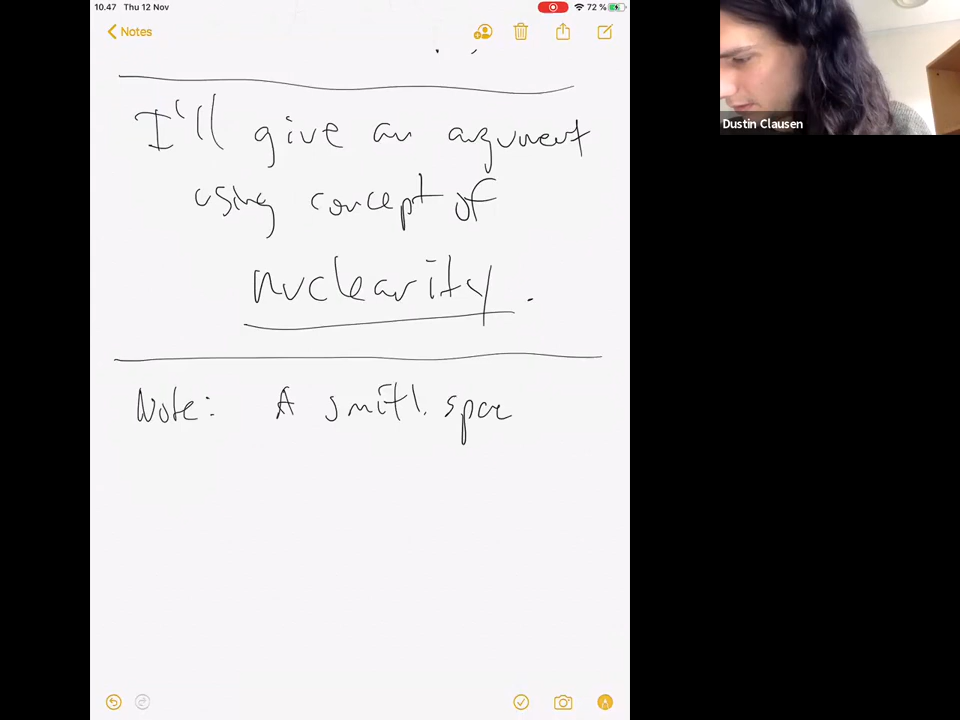 10.47 Thu 12 Nov
72 %
Notes
I'll give an argument
using concept of
nuclearity.
Note: A smith space
Dustin Clausen